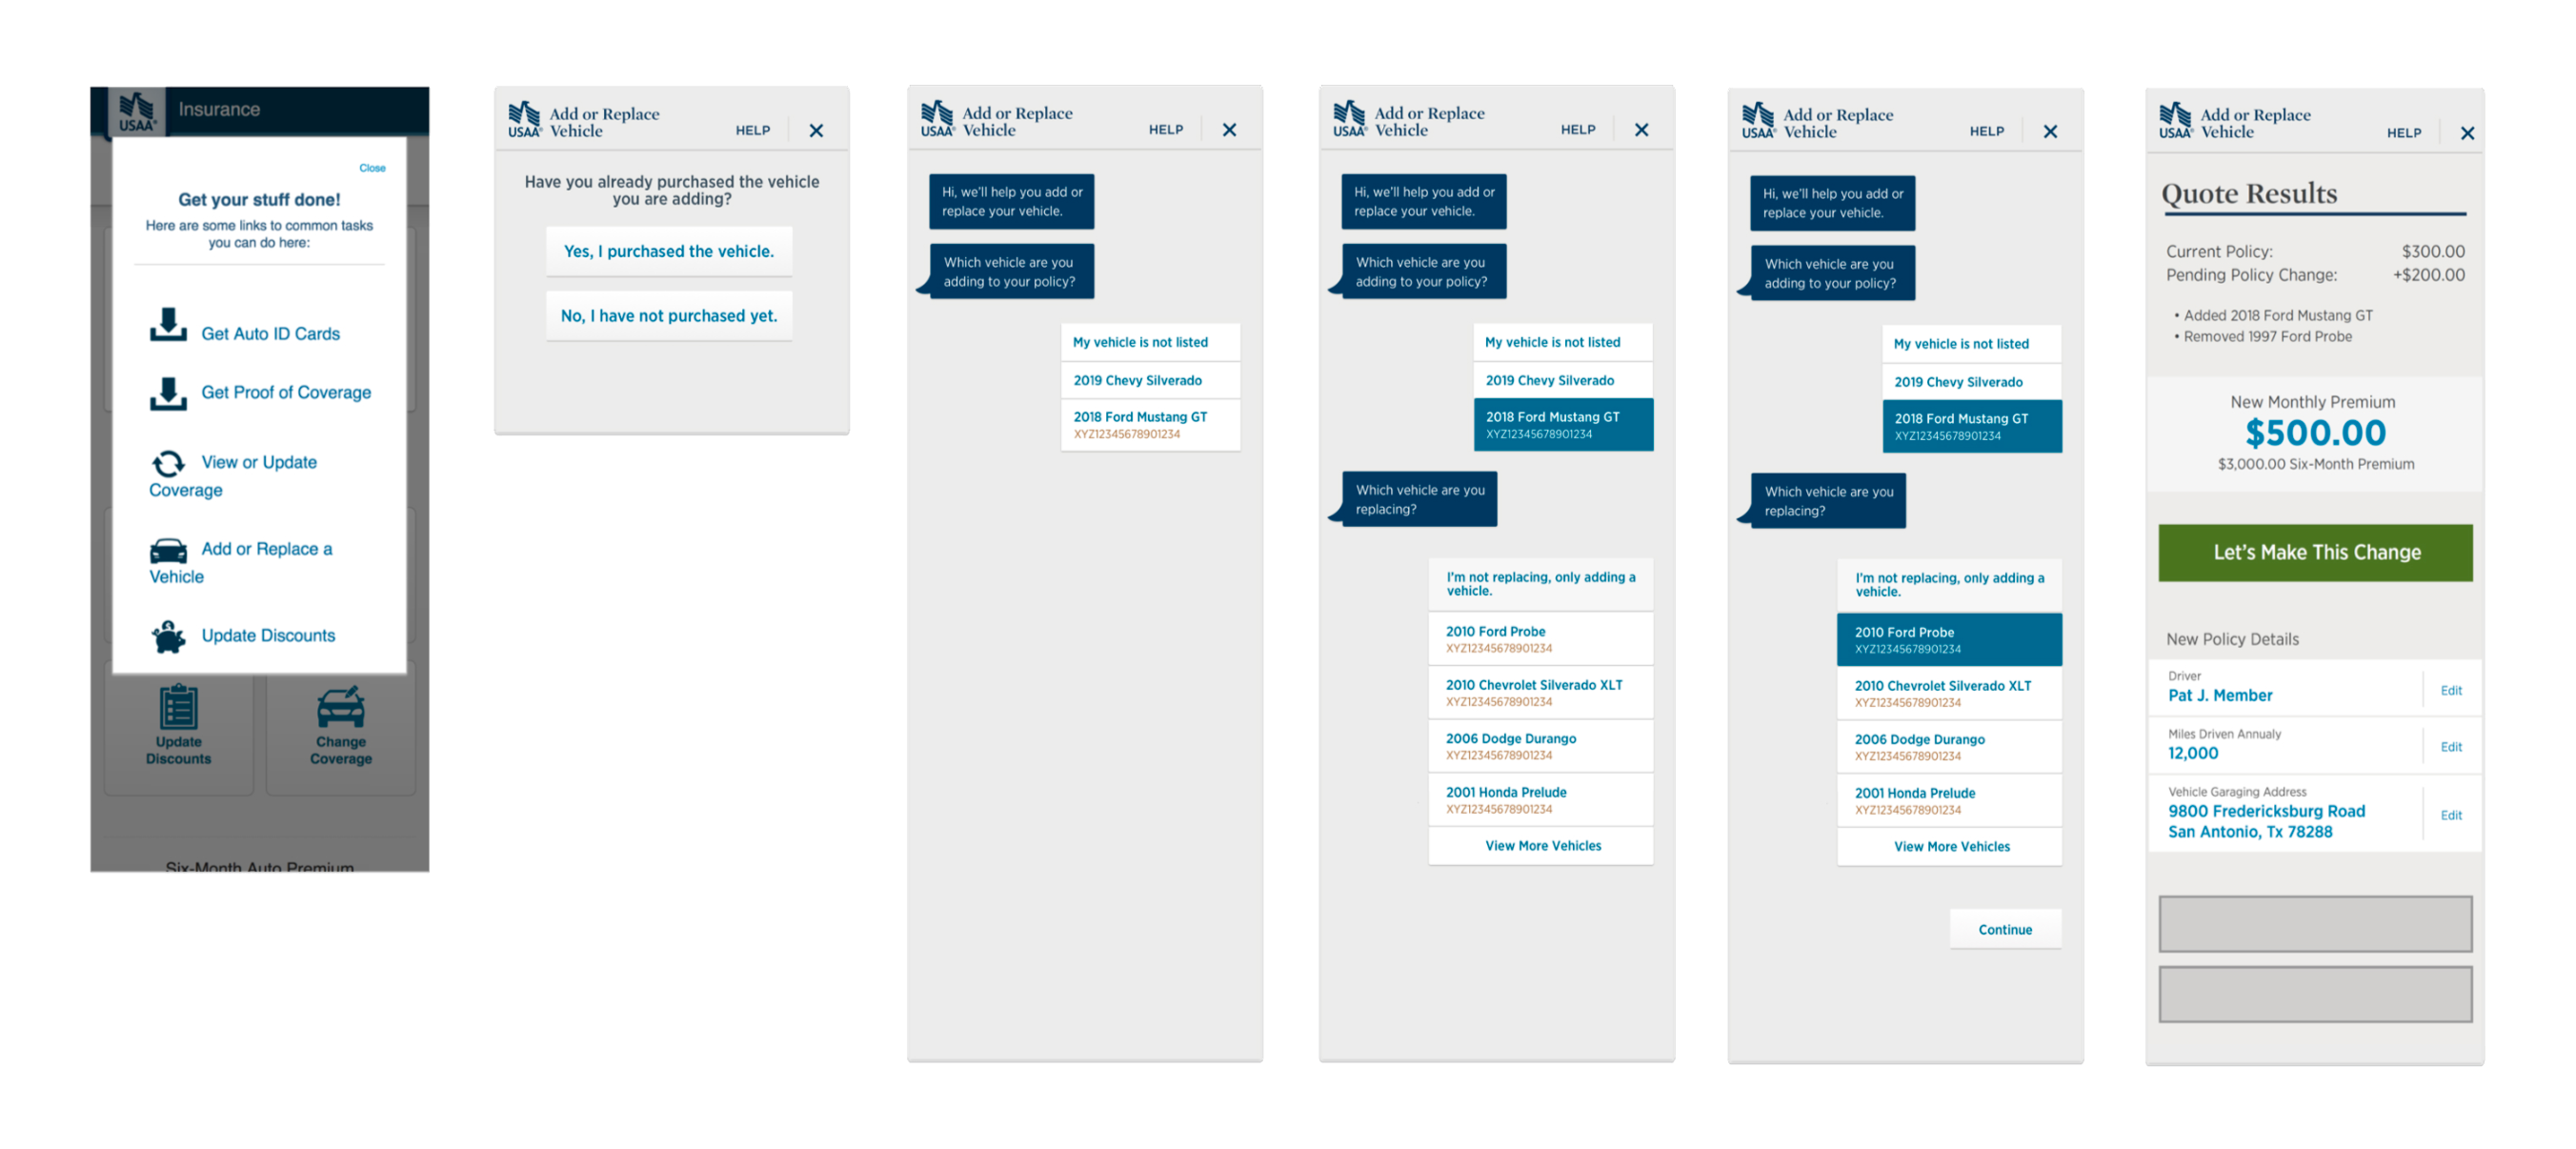 USAA®
Insurance
Close
Get your stuff done!
Here are some links to common tasks
you can do here:
Get Auto ID Cards
Get Proof of Coverage
View or Update
Coverage
Add or Replace a
Vehicle
Update Discounts
Update
Discounts
Change
Coverage
Six-Month Auto Premium
USAA®
Add or Replace
Vehicle
HELP
Have you already purchased the vehicle
you are adding?
Yes, I purchased the vehicle.
No, I have not purchased yet.
USAA®
Add or Replace
Vehicle
HELP
Hi, we'll help you add or
replace your vehicle.
Which vehicle are you
adding to your policy?
My vehicle is not listed
2019 Chevy Silverado
2018 Ford Mustang GT
XYZ12345678901234
USAA®
Add or Replace
Vehicle
HELP
Hi, we'll help you add or
replace your vehicle.
Which vehicle are you
adding to your policy?
My vehicle is not listed
2019 Chevy Silverado
2018 Ford Mustang GT
XYZ12345678901234
Which vehicle are you
replacing?
I'm not replacing, only adding a
vehicle.
2010 Ford Probe
XYZ12345678901234
2010 Chevrolet Silverado XLT
XYZ12345678901234
2006 Dodge Durango
XYZ12345678901234
2001 Honda Prelude
XYZ12345678901234
View More Vehicles
USAA®
Add or Replace
Vehicle
HELP
Hi, we'll help you add or
replace your vehicle.
Which vehicle are you
adding to your policy?
My vehicle is not listed
2019 Chevy Silverado
2018 Ford Mustang GT
XYZ12345678901234
Which vehicle are you
replacing?
I'm not replacing, only adding a
vehicle.
2010 Ford Probe
XYZ12345678901234
2010 Chevrolet Silverado XLT
XYZ12345678901234
2006 Dodge Durango
XYZ12345678901234
2001 Honda Prelude
XYZ12345678901234
View More Vehicles
Continue
USAA®
Add or Replace
Vehicle
HELP
Quote Results
Current Policy: $300.00
Pending Policy Change: +$200.00
• Added 2018 Ford Mustang GT
• Removed 1997 Ford Probe
New Monthly Premium
$500.00
$3,000.00 Six-Month Premium
Let's Make This Change
New Policy Details
Driver
Pat J. Member
Edit
Miles Driven Annualy
12,000
Edit
Vehicle Garaging Address
9800 Fredericksburg Road
San Antonio, Tx 78288
Edit